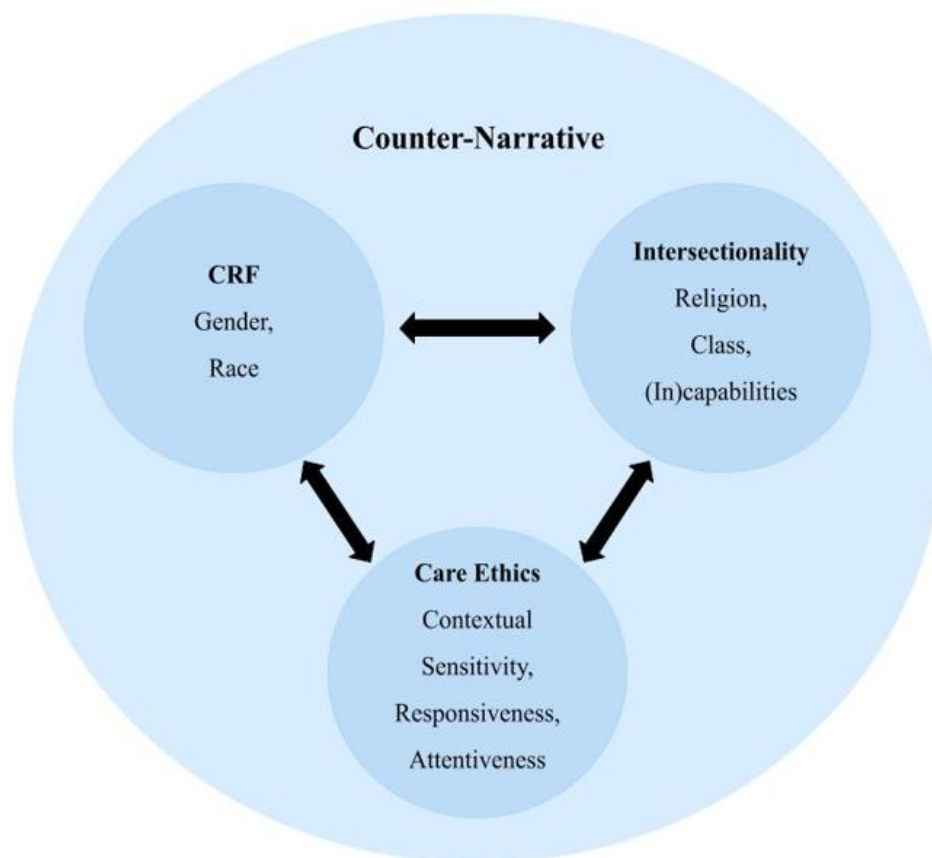 Counter-Narrative
CRF
Gender,
Race
Intersectionality
Religion,
Class,
(In)capabilities
Care Ethics
Contextual
Sensitivity,
Responsiveness,
Attentiveness